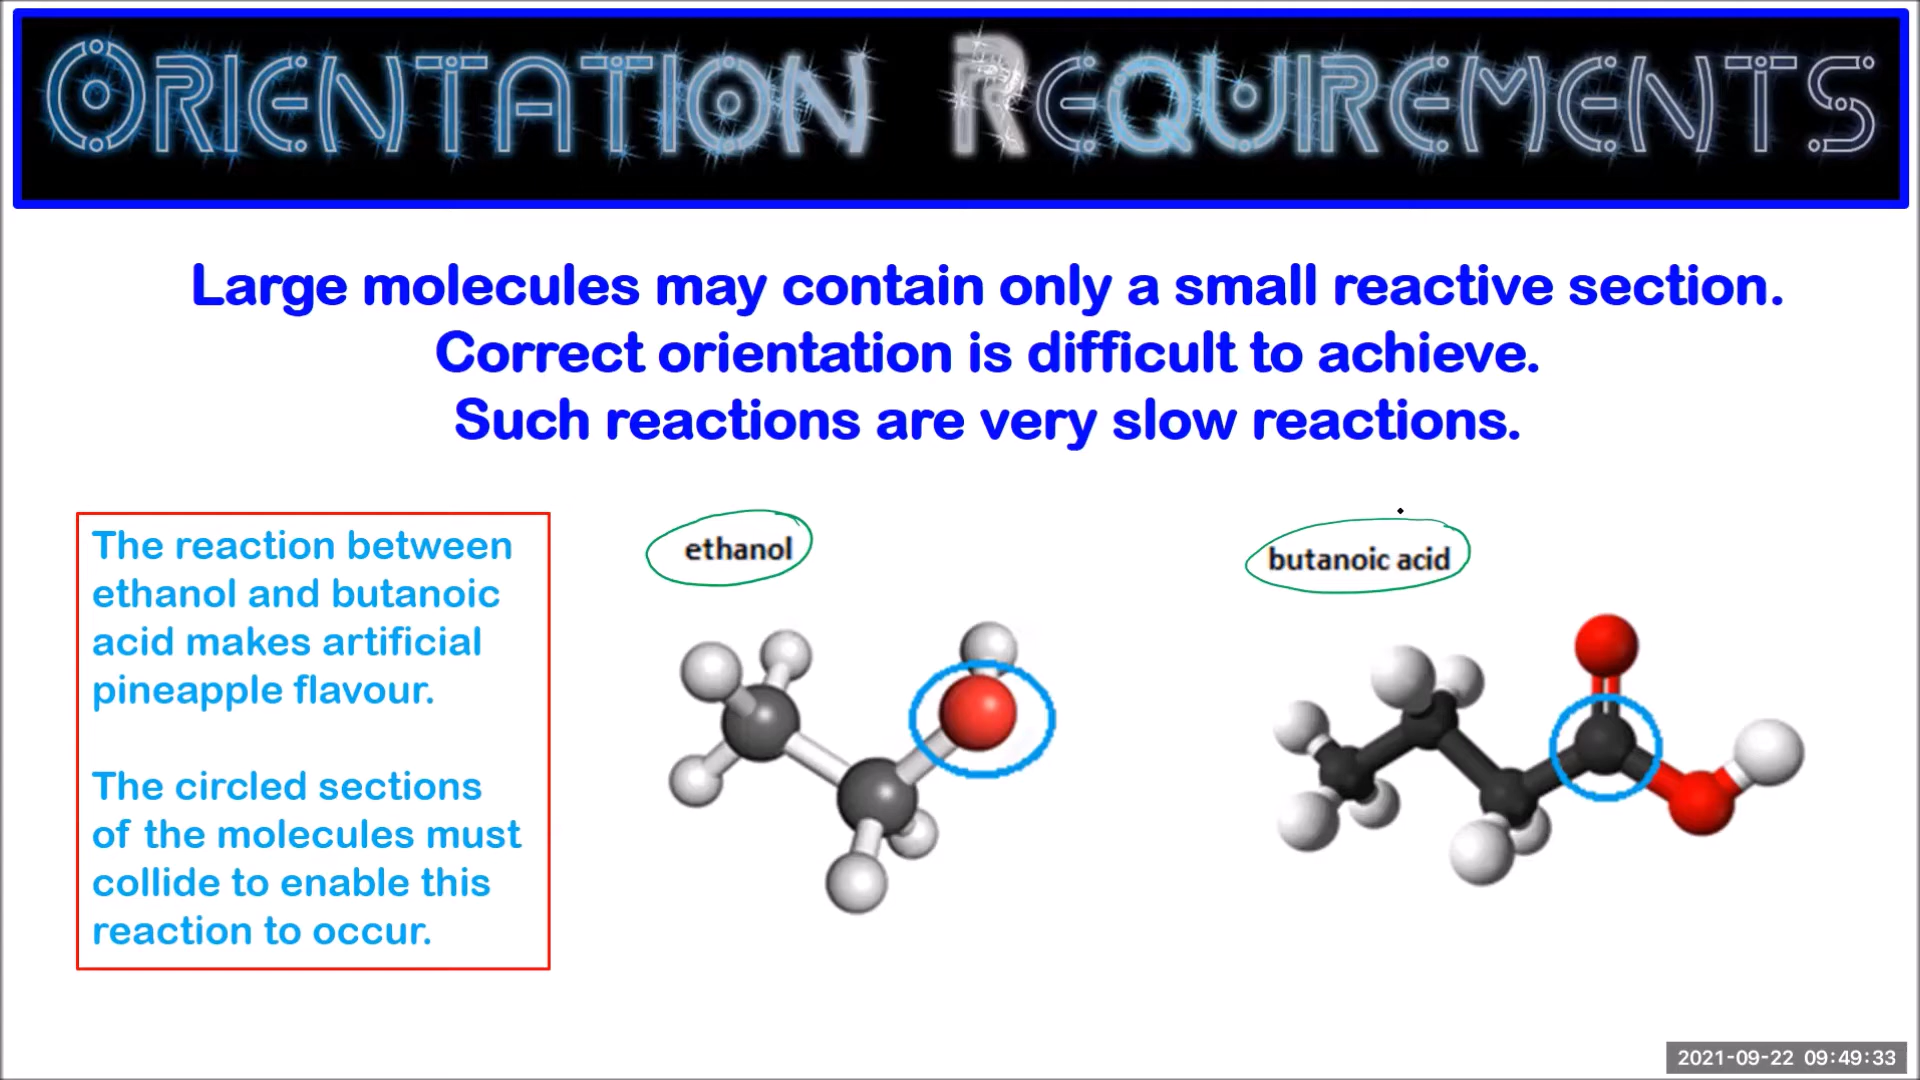 ORIENTATION REQUIREMENTS
Large molecules may contain only a small reactive section.
Correct orientation is difficult to achieve.
Such reactions are very slow reactions.
The reaction between
ethanol and butanoic
acid makes artificial
pineapple flavour.
The circled sections
of the molecules must
collide to enable this
reaction to occur.
ethanol
butanoic acid
2021-09-22 09:49:33